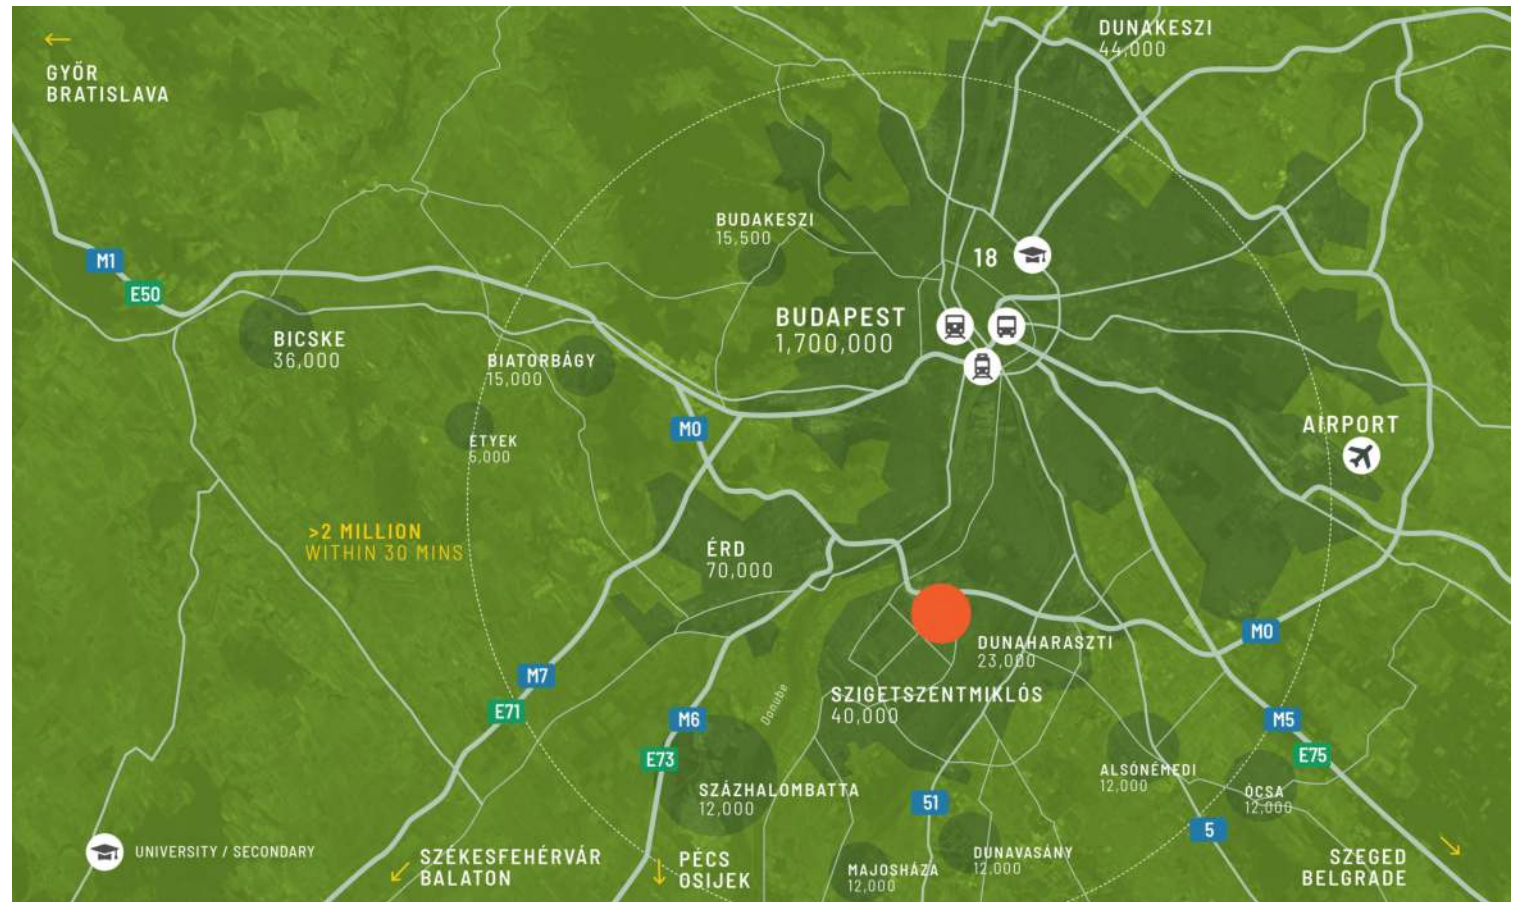 DUNAKESZI
44,000
GYŐR
BRATISLAVA
BUDAKESZI
15,500
18
M1
E50
BUDAPEST
1,700,000
BICSKE
36,000
BIATORBÁGY
15,000
M0
AIRPORT
ETYEK
6,000
>2 MILLION
WITHIN 30 MINS
ÉRD
70,000
M0
DUNAHARASZTI
23,000
M7
SZIGETSZENTMIKLÓS
40,000
Danube
E71
M6
M5
E73
E75
ALSÓNÉMEDI
12,000
SZÁZHALOMBATTA
12,000
ÓCSA
12,000
51
5
UNIVERSITY / SECONDARY
SZÉKESFEHÉRVÁR
BALATON
PÉCS
OSIJEK
MAJOSHÁZA
12,000
DUNAVASÁNY
12.000
SZEGED
BELGRADE